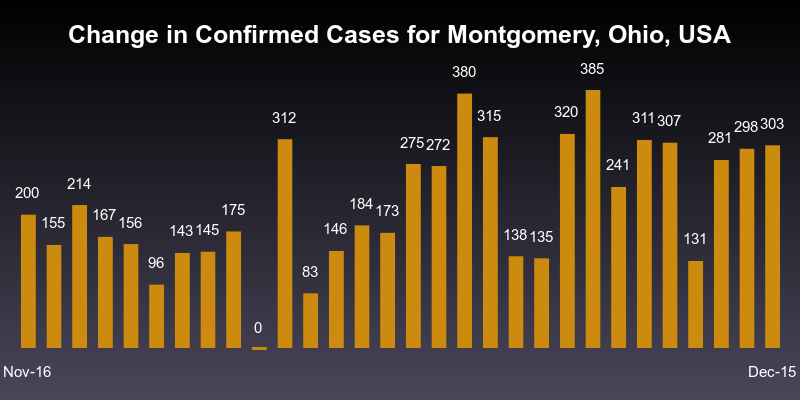 Change in Confirmed Cases for Montgomery, Ohio, USA
200 155 214 167 156 96 143 145 175 0 312 83 146 184 173 275 272 380 315 138 135 320 385 241 311 307 131 281 298 303
Nov-16 Dec-15